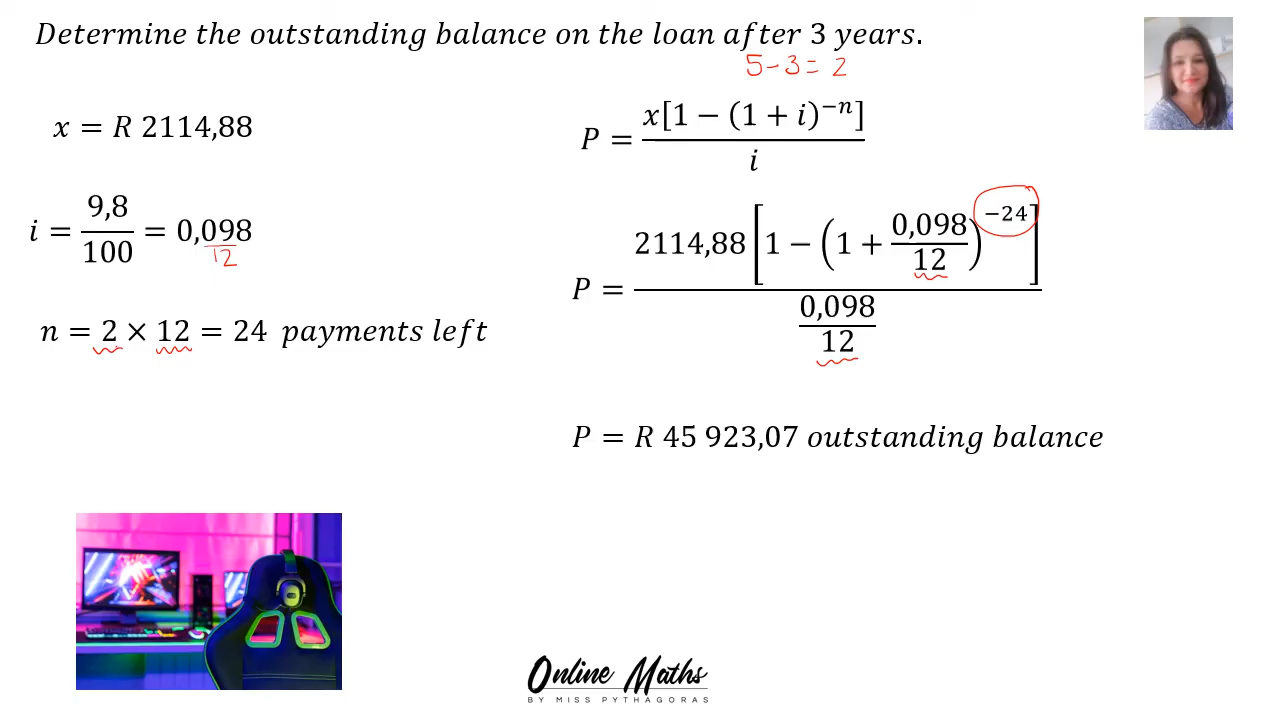 Determine the outstanding balance on the loan after 3 years.
5 - 3 = 2
x = R 2114,88
i = 9,8/100 = 0,098
12
n = 2 × 12 = 24 payments left
P = x[1 − (1 + i)^−n] / i
P = 2114,88[1 − (1 + 0,098/12)^−24] / (0,098/12)
P = R 45 923,07 outstanding balance
Online Maths
BY MISS PYTHAGORAS